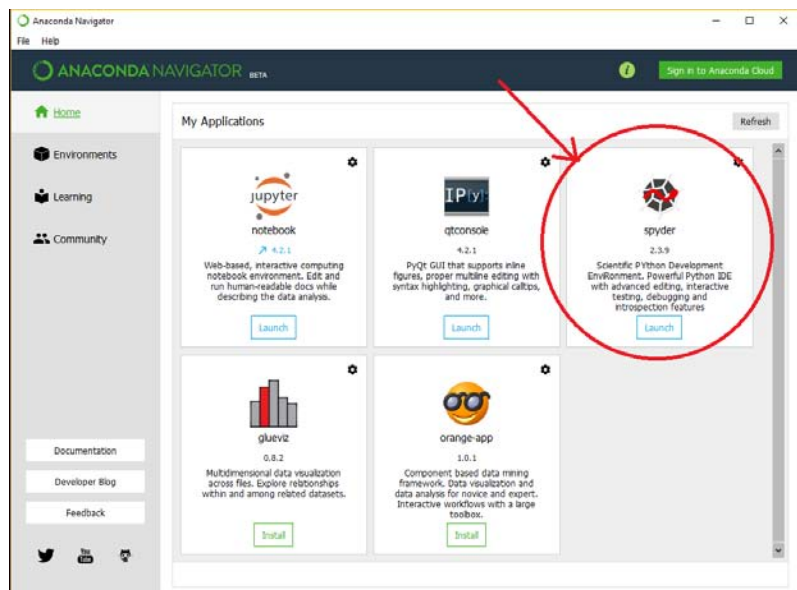 Anaconda Navigator
File Help
ANACONDA NAVIGATOR BETA
Sign in to Anaconda Cloud
Home
Environments
Learning
Community
Documentation
Developer Blog
Feedback
You
Tube
My Applications
Refresh
jupyter
notebook
4.2.1
Web-based, interactive computing
notebook environment. Edit and
run human-readable docs while
describing the data analysis.
Launch
IP[y]:
qtconsole
4.2.1
PyQt GUI that supports inline
figures, proper multiline editing with
syntax highlighting, graphical calltips,
and more.
Launch
spyder
2.3.9
Scientific PYthon Development
EnviRonment. Powerful Python IDE
with advanced editing, interactive
testing, debugging and
introspection features
Launch
glueviz
0.8.2
Multidimensional data visualization
across files. Explore relationships
within and among related datasets.
Install
orange-app
1.0.1
Component based data mining
framework. Data visualization and
data analysis for novice and expert.
Interactive workflows with a large
toolbox.
Install